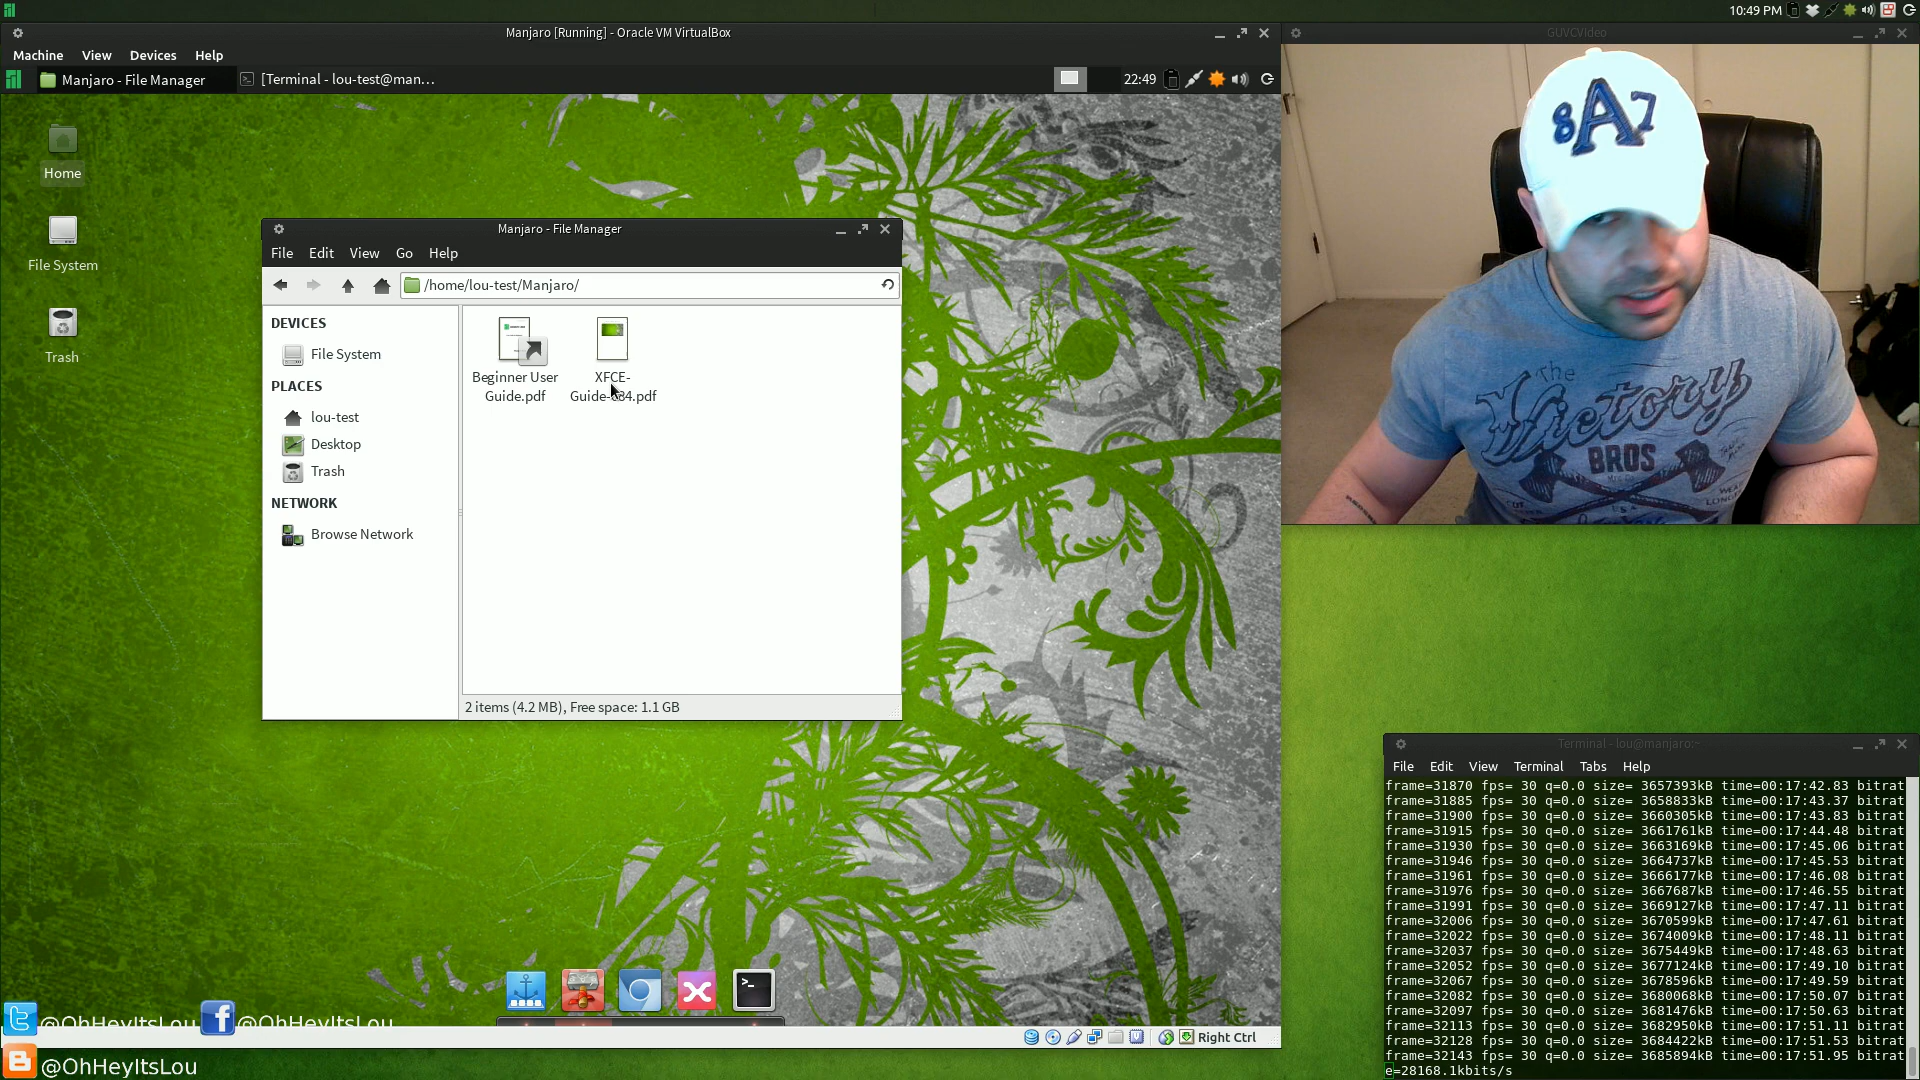 10:49 PM
Manjaro [Running] - Oracle VM VirtualBox
GUVCVideo
Machine View Devices Help
Manjaro - File Manager
[Terminal - lou-test@man...
22:49
8A7
Home
File System
Trash
Manjaro - File Manager
File Edit View Go Help
/home/lou-test/Manjaro/
DEVICES
File System
PLACES
lou-test
Desktop
Trash
NETWORK
Browse Network
Beginner User
Guide.pdf
XFCE-
2 items (4.2 MB), Free space: 1.1 GB
The
Victory
BROS
Terminal - lou@manjaro:~
File Edit View Terminal Tabs Help
frame=31870 fps= 30 q=0.0 size= 3657393kB time=00:17:42.83 bitrat
frame=31885 fps= 30 q=0.0 size= 3658833kB time=00:17:43.37 bitrat
frame=31900 fps= 30 q=0.0 size= 3660305kB time=00:17:43.83 bitrat
frame=31915 fps= 30 q=0.0 size= 3661761kB time=00:17:44.48 bitrat
frame=31930 fps= 30 q=0.0 size= 3663169kB time=00:17:45.06 bitrat
frame=31946 fps= 30 q=0.0 size= 3664737kB time=00:17:45.53 bitrat
frame=31961 fps= 30 q=0.0 size= 3666177kB time=00:17:46.08 bitrat
frame=31976 fps= 30 q=0.0 size= 3667687kB time=00:17:46.55 bitrat
frame=31991 fps= 30 q=0.0 size= 3669127kB time=00:17:47.11 bitrat
frame=32006 fps= 30 q=0.0 size= 3670599kB time=00:17:47.61 bitrat
frame=32022 fps= 30 q=0.0 size= 3674009kB time=00:17:48.11 bitrat
frame=32037 fps= 30 q=0.0 size= 3675449kB time=00:17:48.63 bitrat
frame=32052 fps= 30 q=0.0 size= 3677124kB time=00:17:49.10 bitrat
frame=32067 fps= 30 q=0.0 size= 3678596kB time=00:17:49.59 bitrat
frame=32082 fps= 30 q=0.0 size= 3680068kB time=00:17:50.07 bitrat
frame=32097 fps= 30 q=0.0 size= 3681476kB time=00:17:50.63 bitrat
frame=32113 fps= 30 q=0.0 size= 3682950kB time=00:17:51.11 bitrat
frame=32128 fps= 30 q=0.0 size= 3684422kB time=00:17:51.53 bitrat
frame=32143 fps= 30 q=0.0 size= 3685894kB time=00:17:51.95 bitrat
e=28168.1kbits/s
@OhHeyItsLou
@OhHeyItsLou
Right Ctrl
@OhHeyItsLou